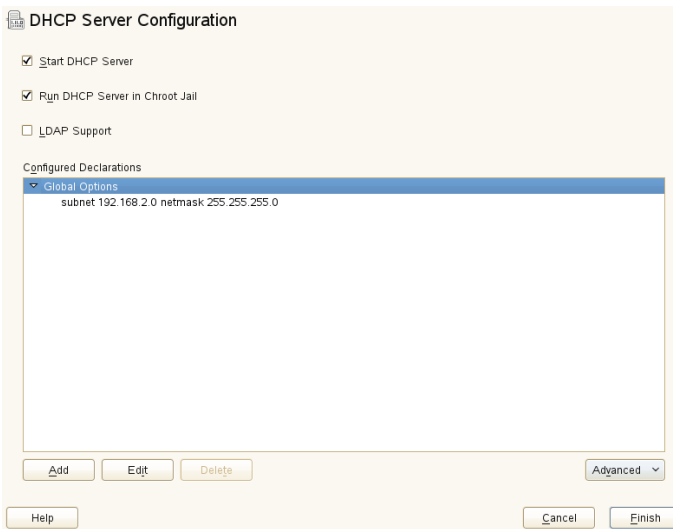 DHCP Server Configuration
Start DHCP Server
Run DHCP Server in Chroot Jail
LDAP Support
Configured Declarations
Global Options
subnet 192.168.2.0 netmask 255.255.255.0
Add Edit Delete Advanced
Help Cancel Finish